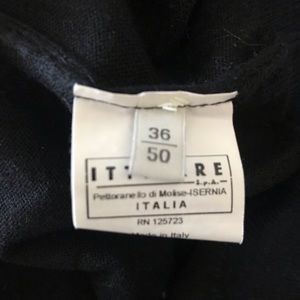 36
50
S.p.A.
Pettoranello di Molise-ISERNIA
ITALIA
RN 125723
Made in Italy